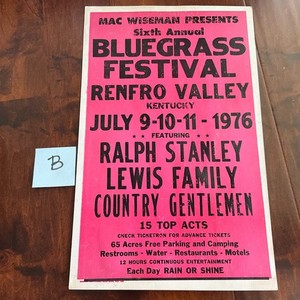 MAC WISEMAN PRESENTS
Sixth Annual
BLUEGRASS
FESTIVAL
RENFRO VALLEY
KENTUCKY
JULY 9-10-11 - 1976
★ ★ FEATURING ★ ★
RALPH STANLEY
LEWIS FAMILY
COUNTRY GENTLEMEN
15 TOP ACTS
CHECK TICKETRON FOR ADVANCE TICKETS
65 Acres Free Parking and Camping
Restrooms - Water - Restaurants - Motels
12 HOURS CONTINUOUS ENTERTAINMENT
Each Day RAIN OR SHINE
B